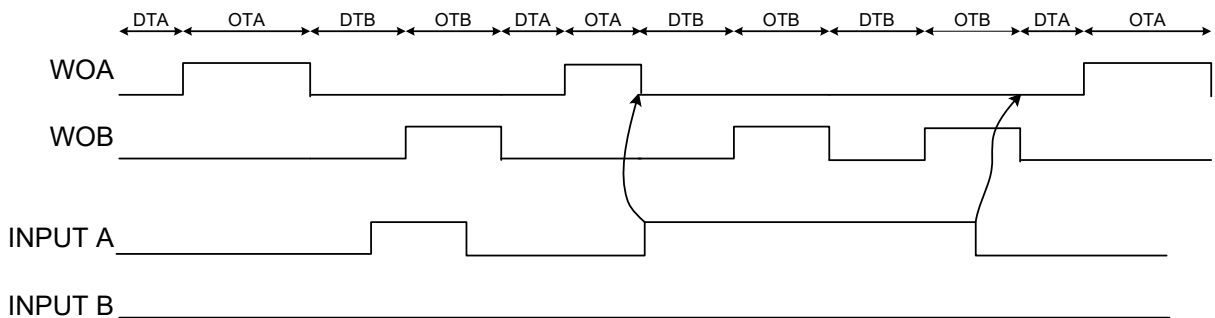 DTA OTA DTB OTB DTA OTA DTB OTB DTB OTB DTA OTA
WOA
WOB
INPUT A
INPUT B